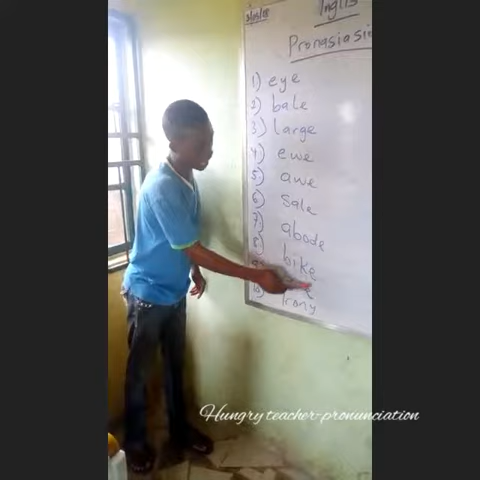 Inglis
Pronasiasio
1) eye
2) bale
3) large
4) ewe
5) awe
6) sale
7) abode
8) bike
10) Irony
Hungry teacher-pronunciation